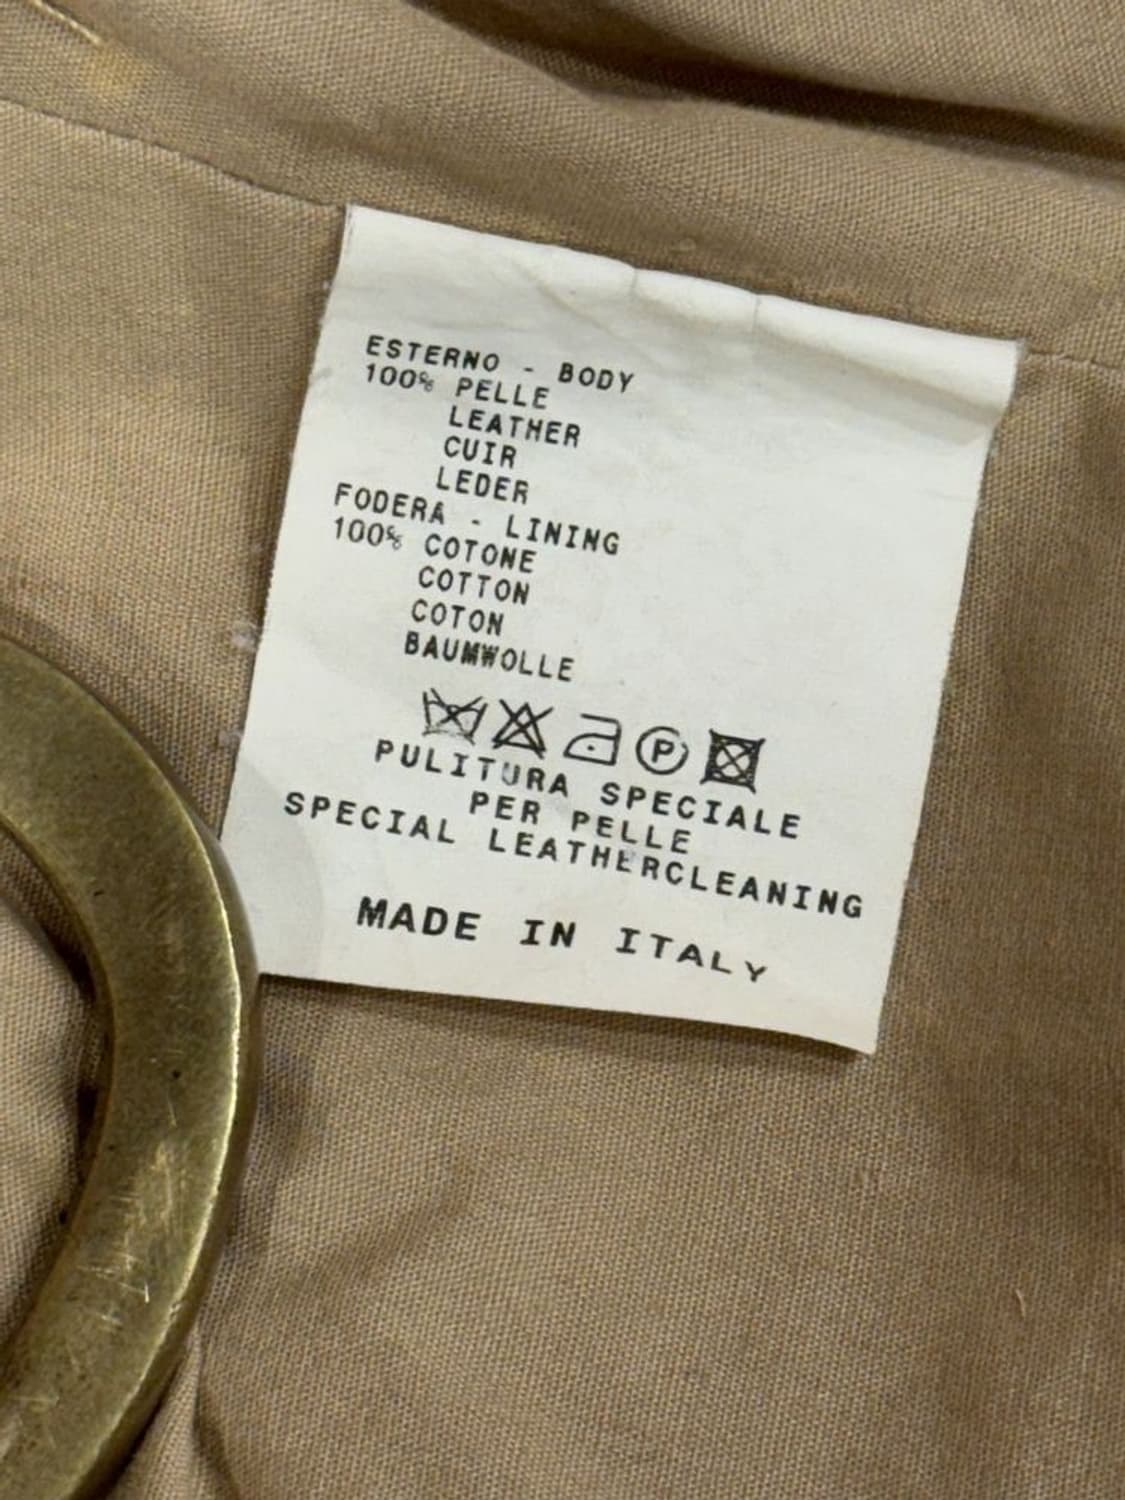 ESTERNO - BODY
100% PELLE
LEATHER
CUIR
LEDER
FODERA - LINING
100% COTONE
COTTON
COTON
BAUMWOLLE
P
PULITURA SPECIALE
PER PELLE
SPECIAL LEATHERCLEANING
MADE IN ITALY